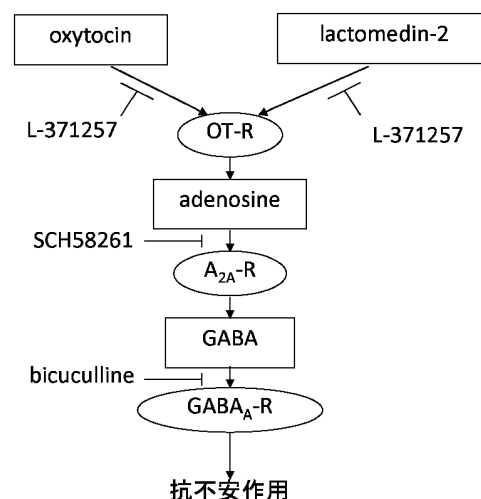 oxytocin
lactomedin-2
L-371257
L-371257
OT-R
adenosine
SCH58261
A2A-R
GABA
bicuculline
GABAA-R
抗不安作用